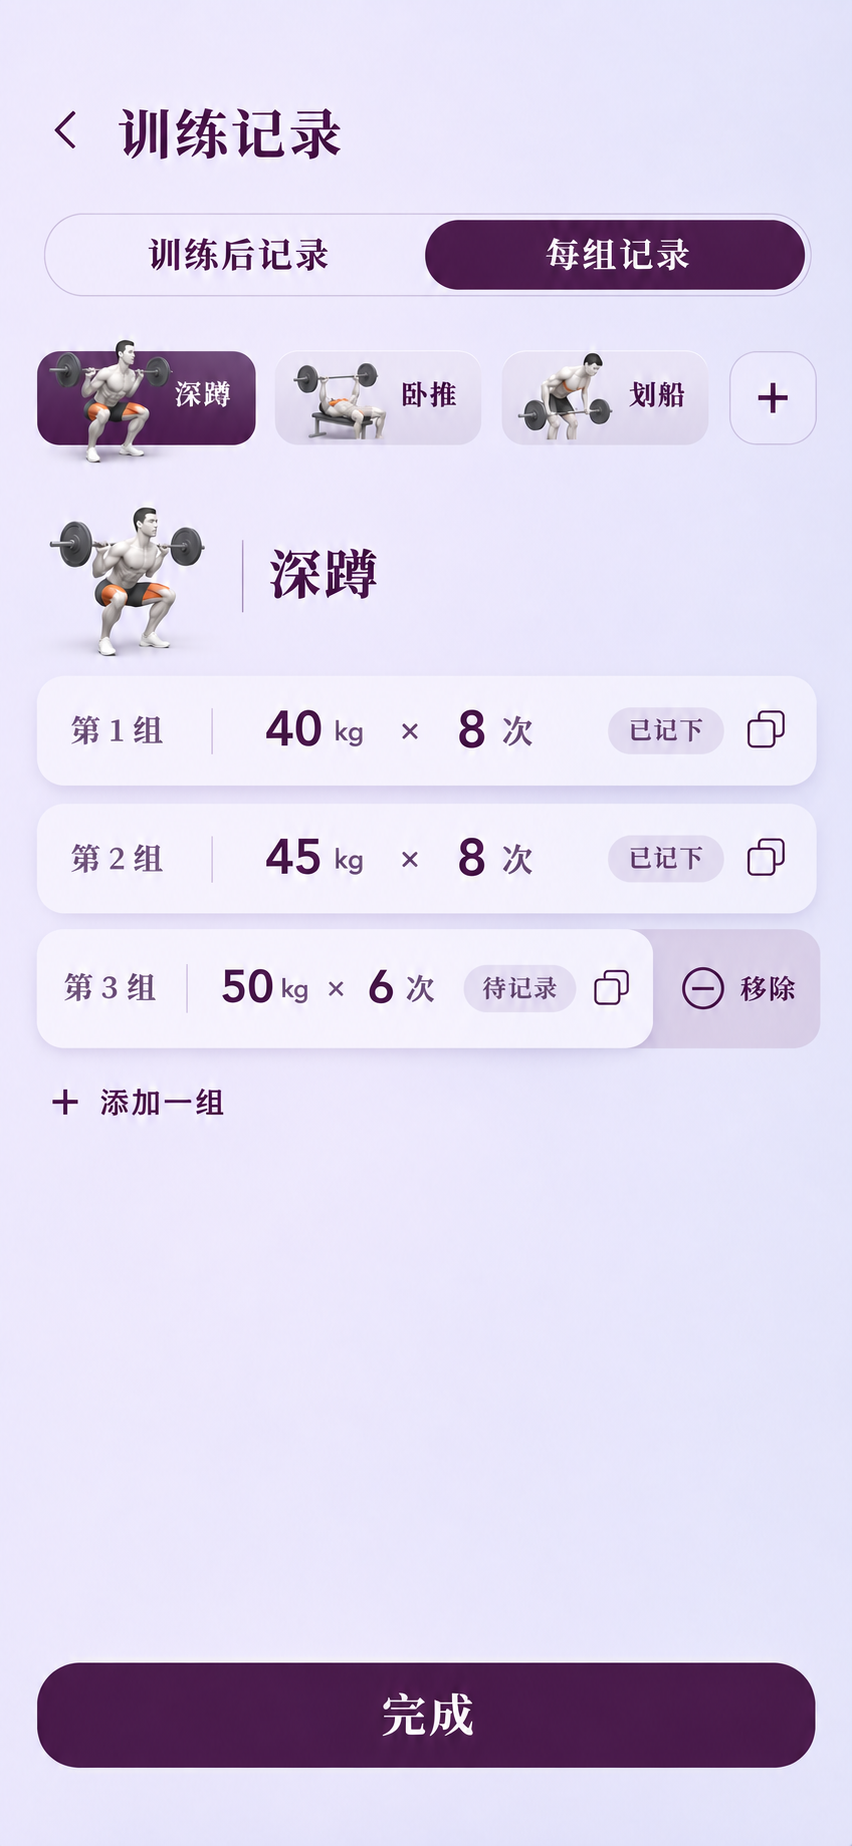 训练记录
训练后记录 每组记录
深蹲 卧推 划船 +
深蹲
第 1 组 40 kg × 8 次 已记下
第 2 组 45 kg × 8 次 已记下
第 3 组 50 kg × 6 次 待记录 移除
+ 添加一组
完成